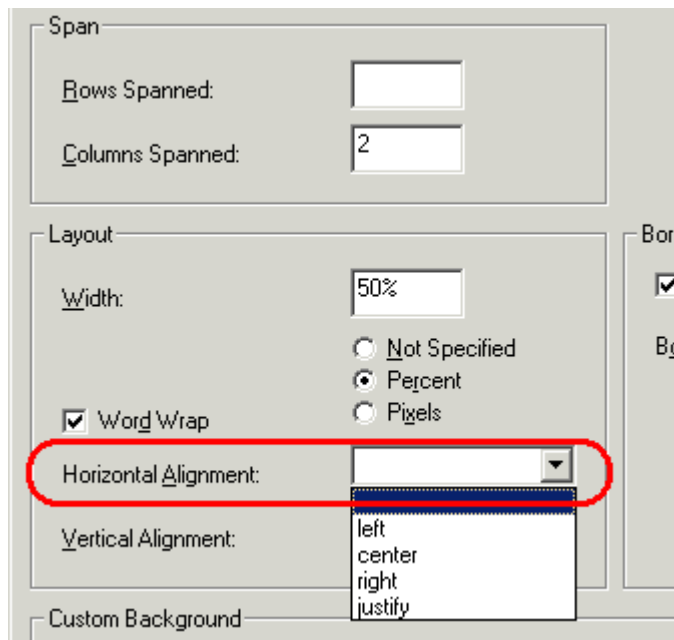 Span
Rows Spanned:
Columns Spanned: 2
Layout
Width: 50%
Not Specified
Percent
Word Wrap
Pixels
Horizontal Alignment:
left
Vertical Alignment:
center
right
justify
Custom Background